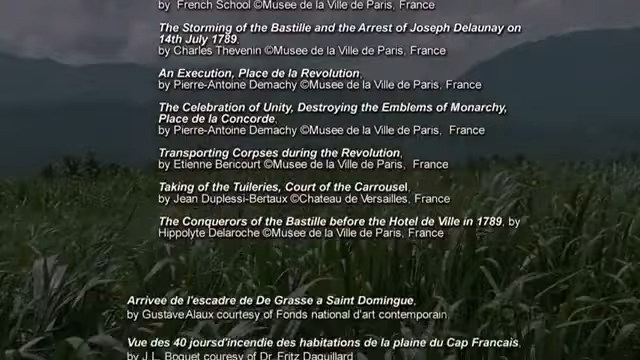 by French School ©Musee de la Ville de Paris, France
The Storming of the Bastille and the Arrest of Joseph Delaunay on
14th July 1789,
by Charles Thevenin ©Musee de la Ville de Paris, France
An Execution, Place de la Revolution,
by Pierre-Antoine Demachy ©Musee de la Ville de Paris, France
The Celebration of Unity, Destroying the Emblems of Monarchy,
Place de la Concorde,
by Pierre-Antoine Demachy ©Musee de la Ville de Paris, France
Transporting Corpses during the Revolution,
by Etienne Bericourt ©Musee de la Ville de Paris, France
Taking of the Tuileries, Court of the Carrousel,
by Jean Duplessi-Bertaux ©Chateau de Versailles, France
The Conquerors of the Bastille before the Hotel de Ville in 1789, by
Hippolyte Delaroche ©Musee de la Ville de Paris, France
Arrivee de l'escadre de De Grasse a Saint Domingue,
by Gustave Alaux courtesy of Fonds national d'art contemporain
Vue des 40 joursd'incendie des habitations de la plaine du Cap Francais,
by J.L. Boquet couresy of Dr. Fritz Daguillard